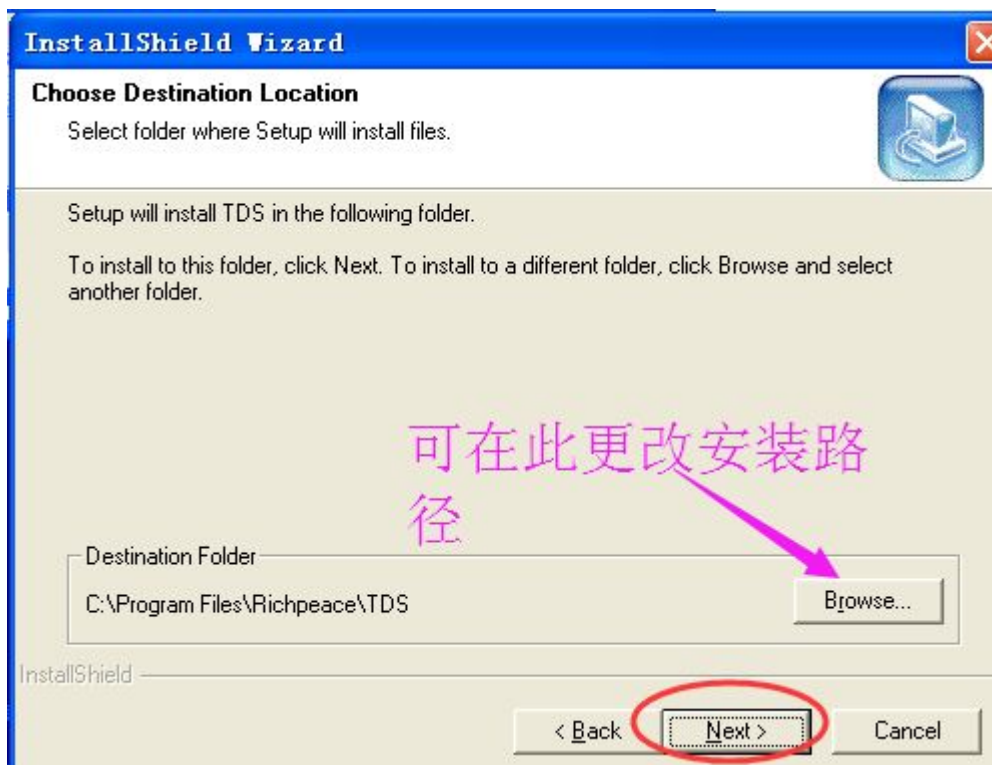 InstallShield Wizard
Choose Destination Location
Select folder where Setup will install files.
Setup will install TDS in the following folder.
To install to this folder, click Next. To install to a different folder, click Browse and select
another folder.
可在此更改安装路
径
Destination Folder
C:\Program Files\Richpeace\TDS
Browse...
InstallShield
< Back
Next >
Cancel